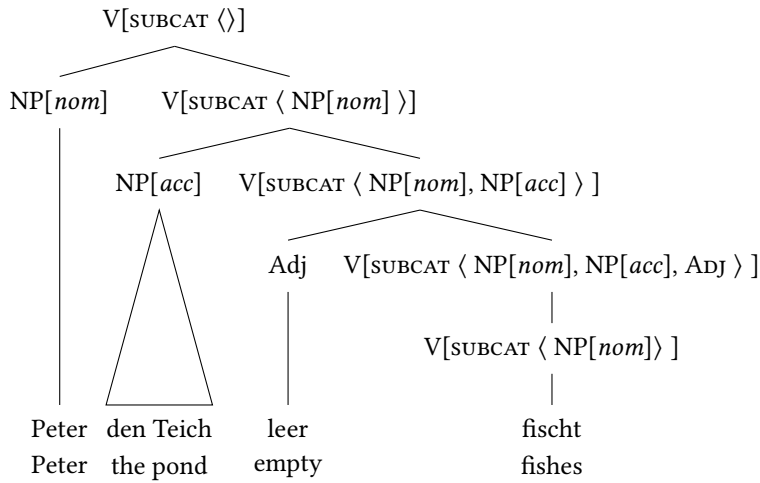 V[SUBCAT ⟨⟩]
NP[nom] V[SUBCAT ⟨ NP[nom] ⟩]
NP[acc] V[SUBCAT ⟨ NP[nom], NP[acc] ⟩ ]
Adj V[SUBCAT ⟨ NP[nom], NP[acc], ADJ ⟩ ]
V[SUBCAT ⟨ NP[nom]⟩ ]
Peter den Teich leer fischt
Peter the pond empty fishes